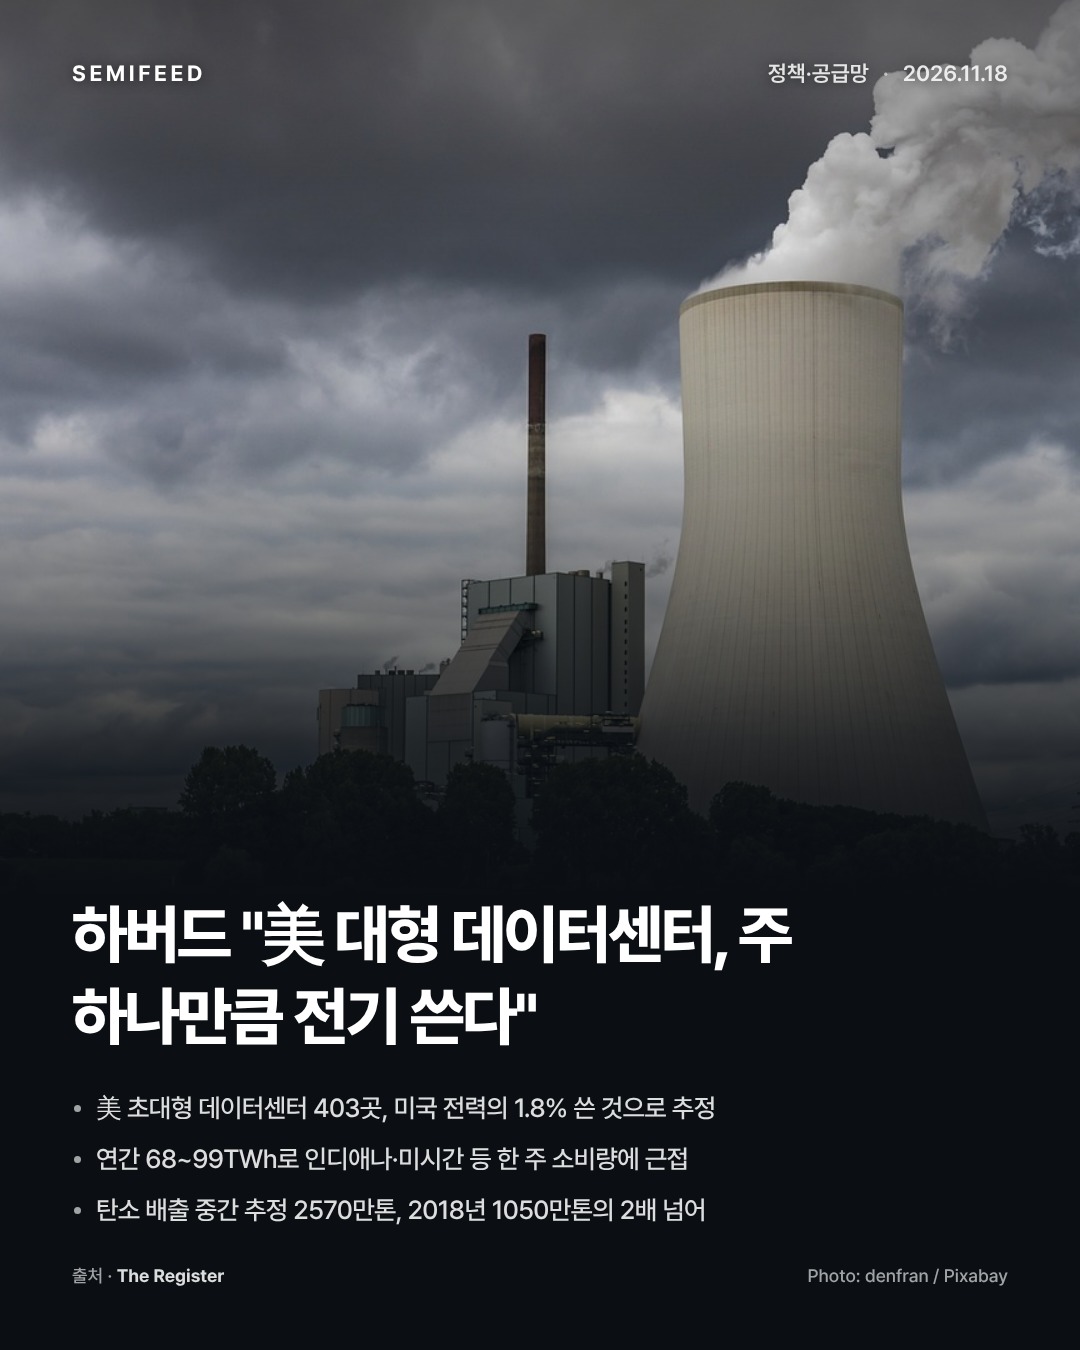 SEMIFEED
정책·공급망 · 2026.11.18
하버드 "美 대형 데이터센터, 주
하나만큼 전기 쓴다"
• 美 초대형 데이터센터 403곳, 미국 전력의 1.8% 쓴 것으로 추정
• 연간 68~99TWh로 인디애나·미시간 등 한 주 소비량에 근접
• 탄소 배출 중간 추정 2570만톤, 2018년 1050만톤의 2배 넘어
출처 · The Register
Photo: denfran / Pixabay